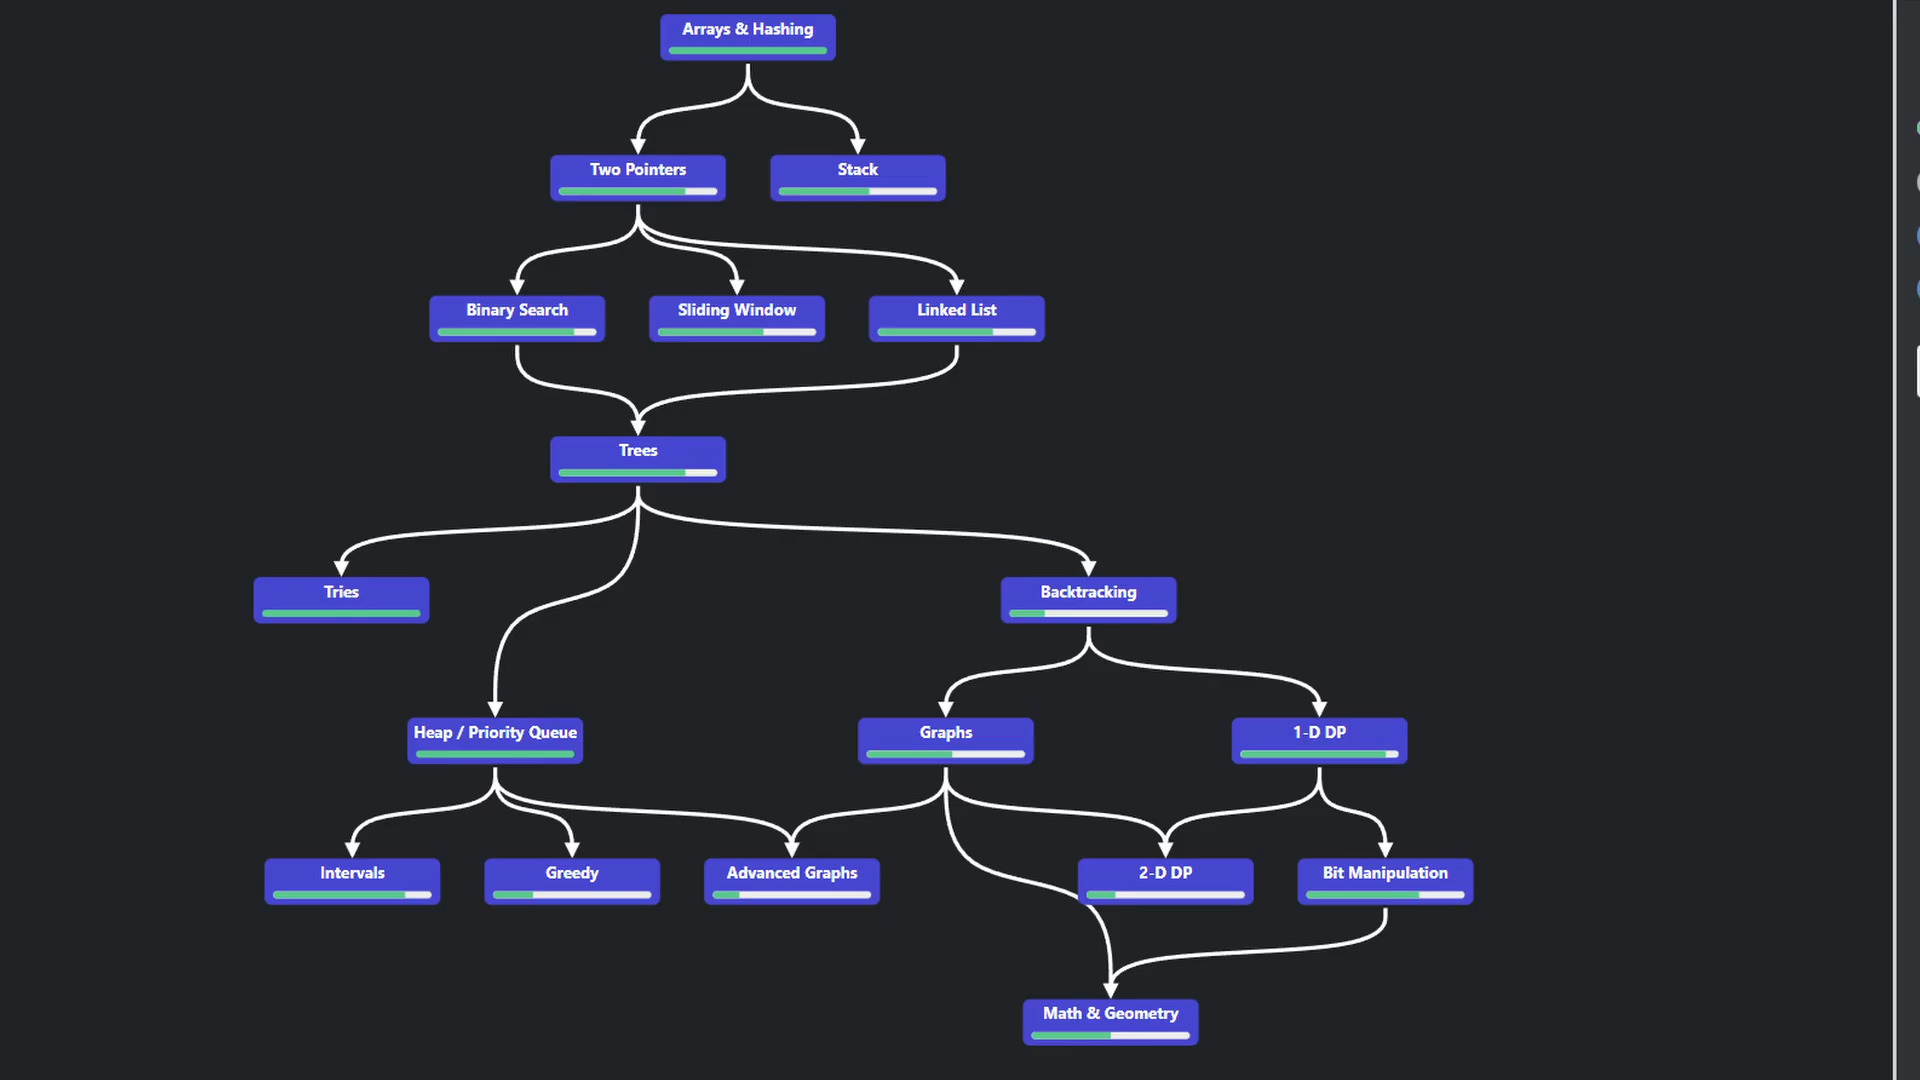 Arrays & Hashing
Two Pointers
Stack
Binary Search
Sliding Window
Linked List
Trees
Tries
Backtracking
Heap / Priority Queue
Graphs
1-D DP
Intervals
Greedy
Advanced Graphs
2-D DP
Bit Manipulation
Math & Geometry